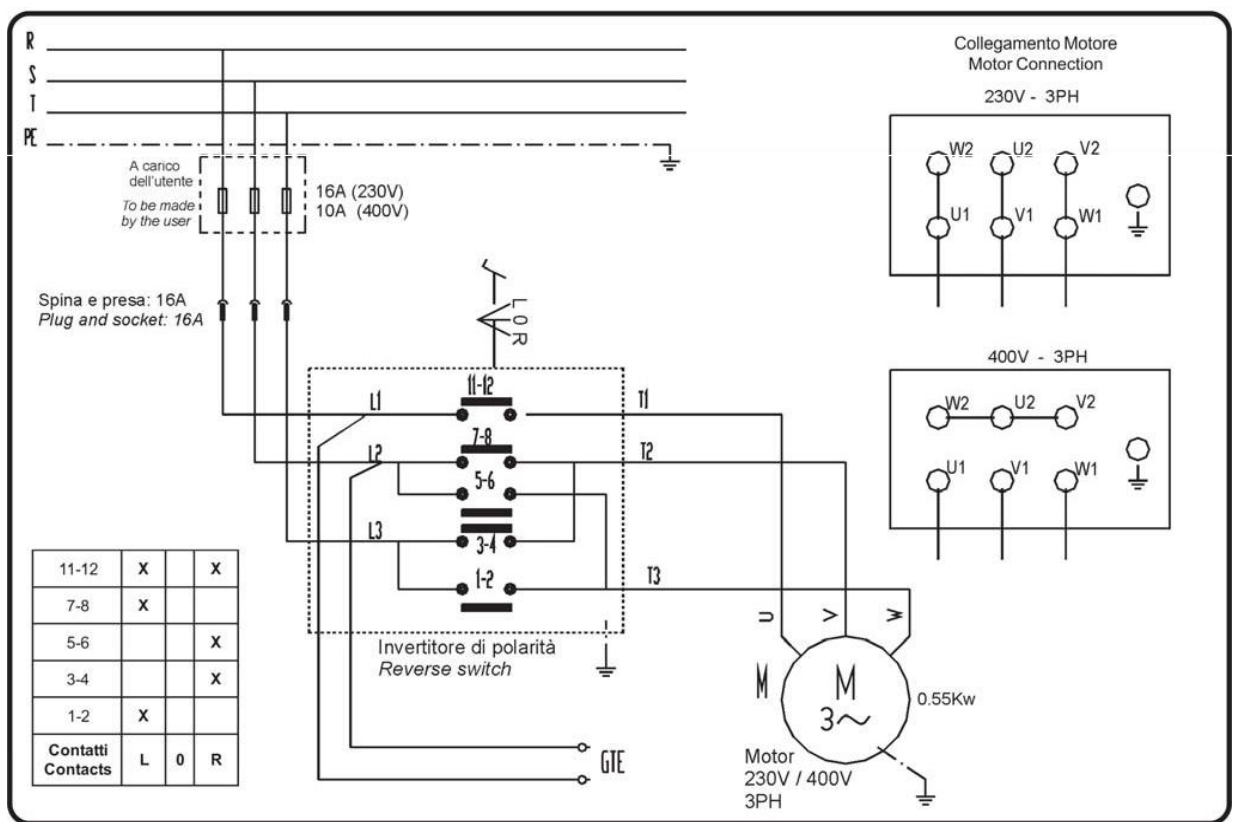 R
S
T
PE
A carico
dell'utente
To be made
by the user
16A (230V)
10A (400V)
Spina e presa: 16A
Plug and socket: 16A
L 0 R
11-12
L1
T1
7-8
L2
T2
5-6
L3
3-4
1-2
T3
Invertitore di polarità
Reverse switch
GTE
U
V
W
M
M
3~
0.55Kw
Motor
230V / 400V
3PH
11-12 X X
7-8 X
5-6 X
3-4 X
1-2 X
Contatti
Contacts L 0 R
Collegamento Motore
Motor Connection
230V - 3PH
W2 U2 V2
U1 V1 W1
400V - 3PH
W2 U2 V2
U1 V1 W1